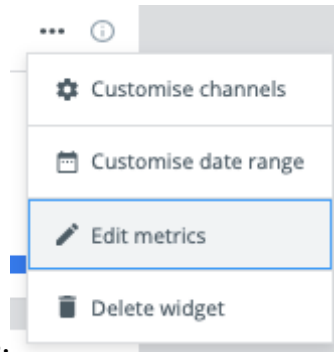 Customise channels
Customise date range
Edit metrics
Delete widget